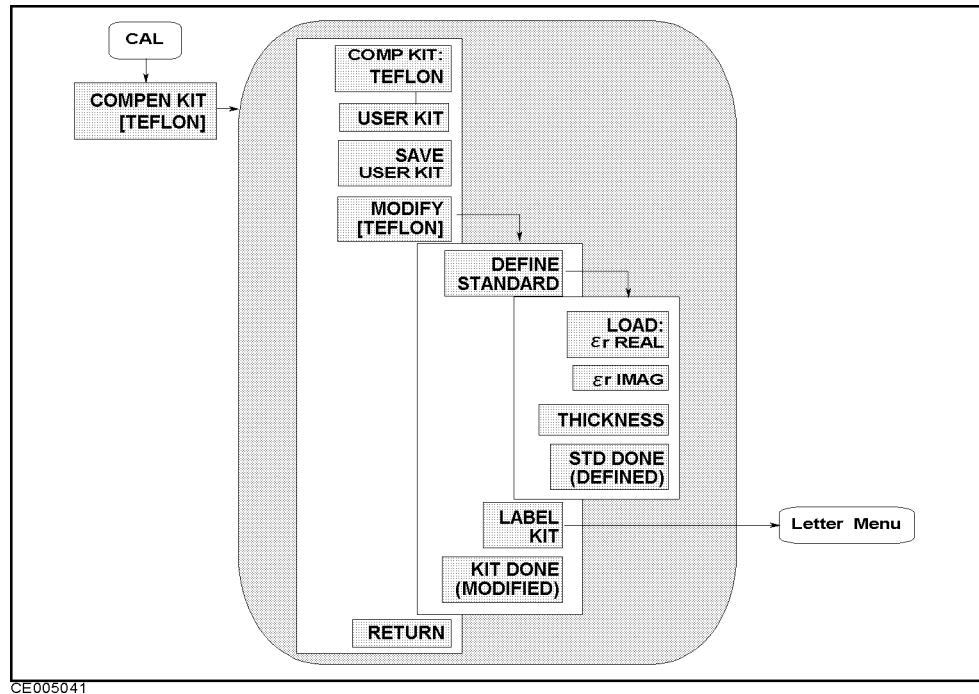 CAL
COMPEN KIT
[TEFLON]
COMP KIT:
TEFLON
USER KIT
SAVE
USER KIT
MODIFY
[TEFLON]
DEFINE
STANDARD
LOAD:
εr REAL
εr IMAG
THICKNESS
STD DONE
(DEFINED)
LABEL
KIT
Letter Menu
KIT DONE
(MODIFIED)
RETURN
CE005041